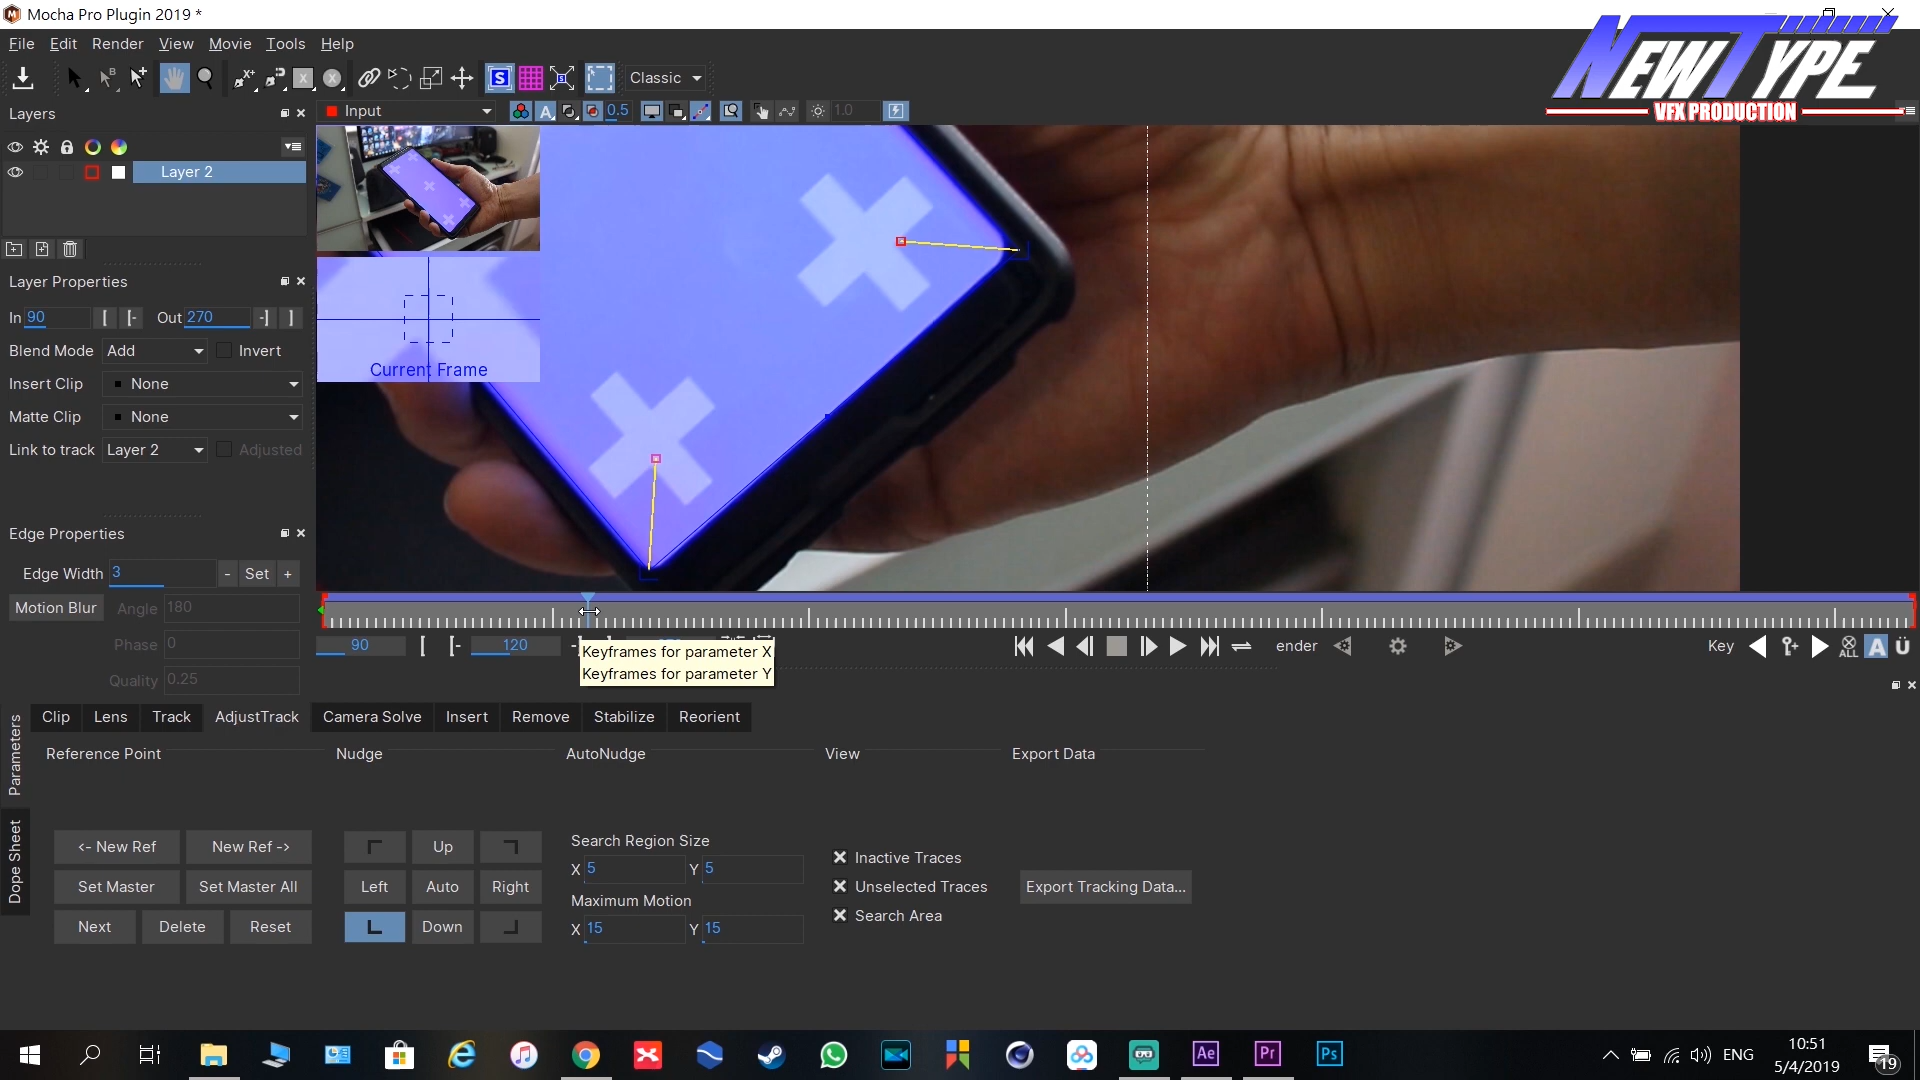 Mocha Pro Plugin 2019 *
NEWTYPE
VFX PRODUCTION
File Edit Render View Movie Tools Help
Classic
Layers
Input
A 0.5 1.0
Layer 2
Layer Properties
In 90 [ [- Out 270 -] ]
Blend Mode Add Invert
Insert Clip None
Matte Clip None
Link to track Layer 2 Adjusted
Current Frame
Edge Properties
Edge Width 3 - Set +
Motion Blur Angle 180
Phase 0
Quality 0.25
90 [ [- 120
ender
Key
ALL
A
Keyframes for parameter X
Keyframes for parameter Y
Parameters
Dope Sheet
Clip Lens Track AdjustTrack Camera Solve Insert Remove Stabilize Reorient
Reference Point Nudge AutoNudge View Export Data
<- New Ref New Ref ->
Set Master Set Master All
Next Delete Reset
Up
Left Auto Right
Down
Search Region Size
X 5 Y 5
Maximum Motion
X 15 Y 15
Inactive Traces
Unselected Traces
Search Area
Export Tracking Data...
Ae Pr Ps
ENG
10:51
5/4/2019
19